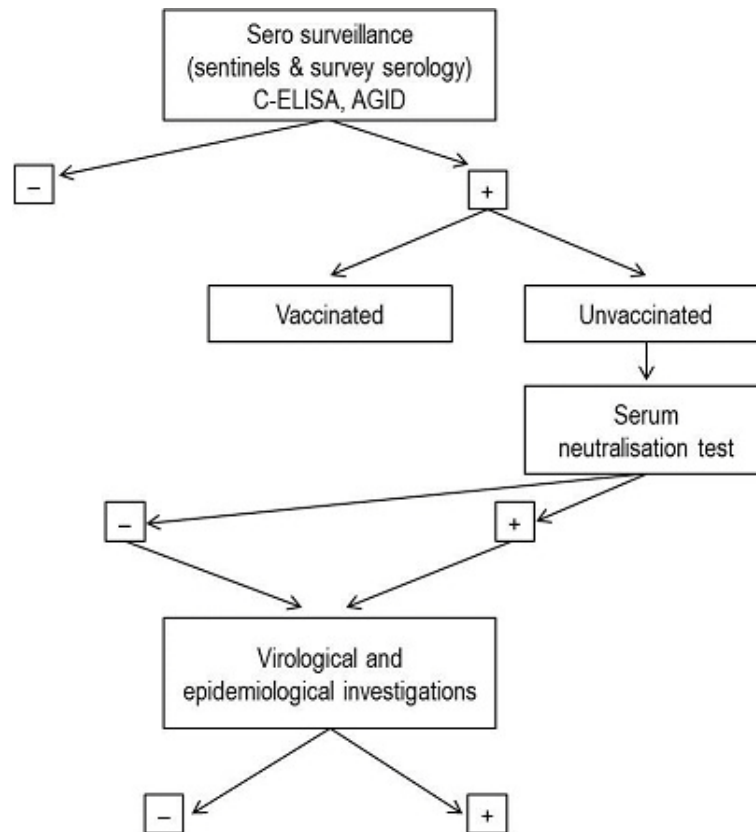 Sero surveillance
(sentinels & survey serology)
C-ELISA, AGID
–
+
Vaccinated
Unvaccinated
Serum
neutralisation test
–
+
Virological and
epidemiological investigations
–
+